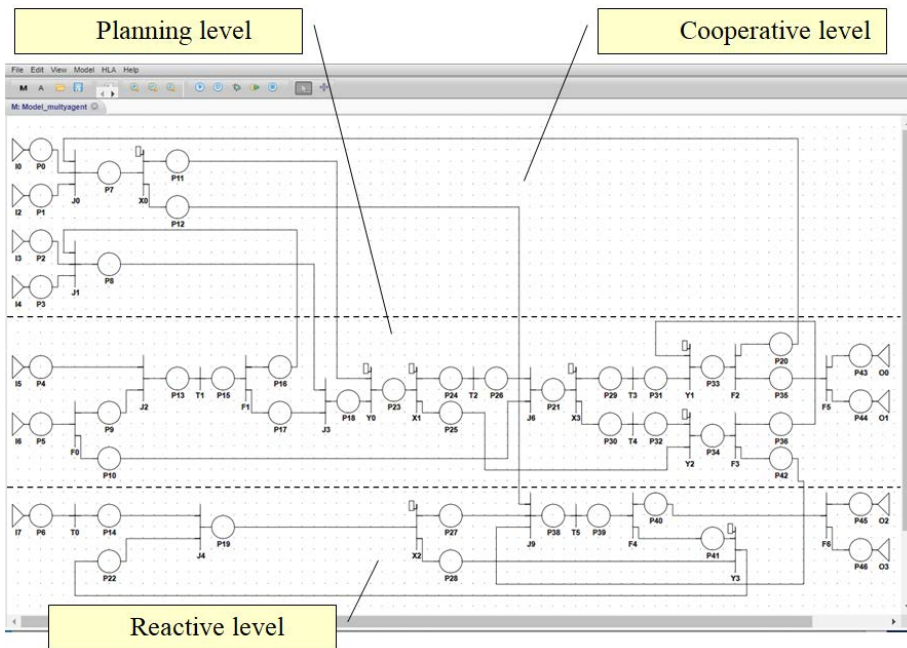 Planning level
Cooperative level
File Edit View Model HLA Help
M A
M: Model_multyagent
I0 P0
J0
P7
X0
P11
I2 P1
P12
I3 P2
P8
I4 P3
J1
I5 P4
J2
P13
T1
P15
F1
P16
P20
P43 O0
I6 P5
P9
F0
P10
P17
J3
P18
Y0
P23
X1
P24
T2
P26
P25
J6
P21
X3
P29
T3
P31
Y1
P33
F2
P35
F5
P44 O1
P30
T4
P32
Y2
P34
F3
P36
P42
I7 P6
T0
P14
J4
P19
X2
P27
J9
P38
T5
P39
F4
P40
P45 O2
P22
P28
P41
Y3
F6
P46 O3
Reactive level